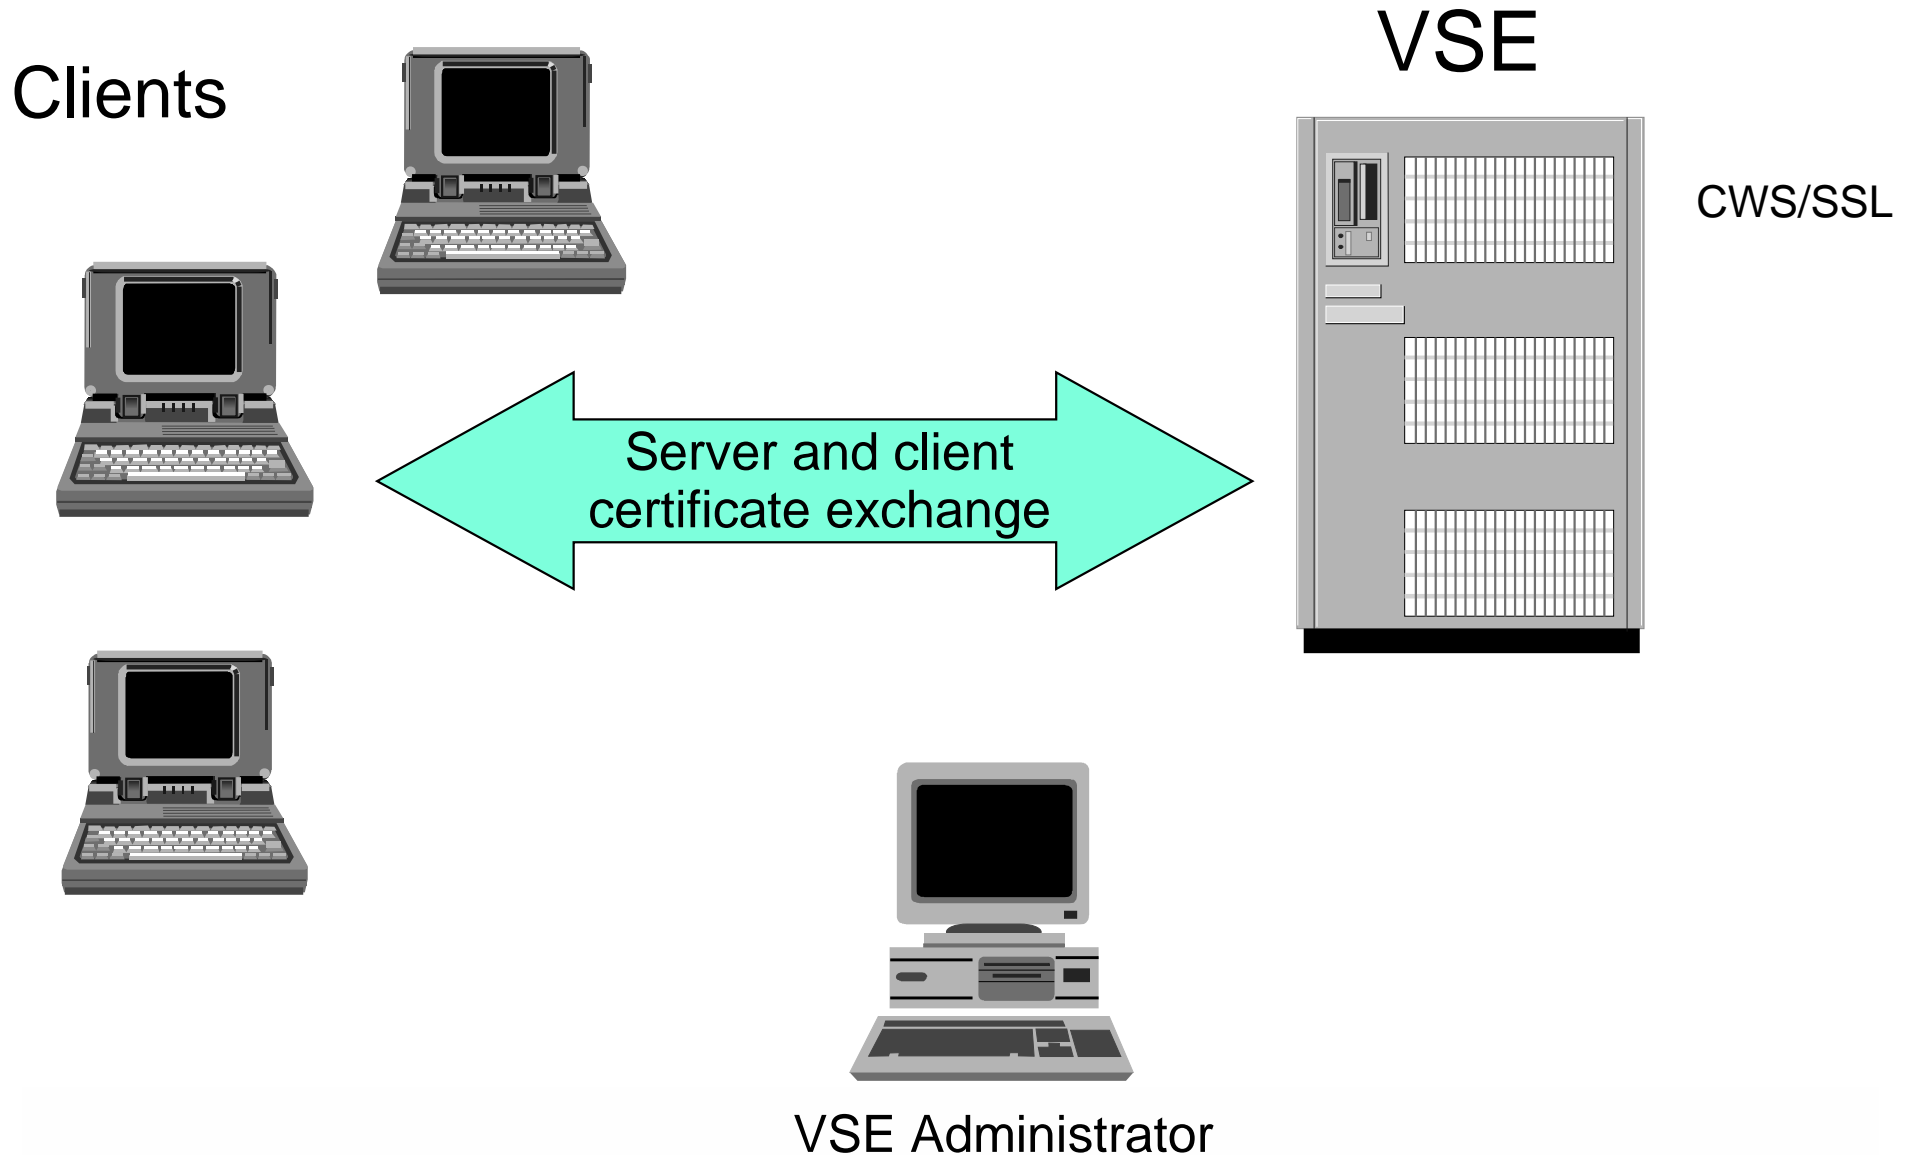 VSE
Clients
CWS/SSL
Server and client
certificate exchange
VSE Administrator